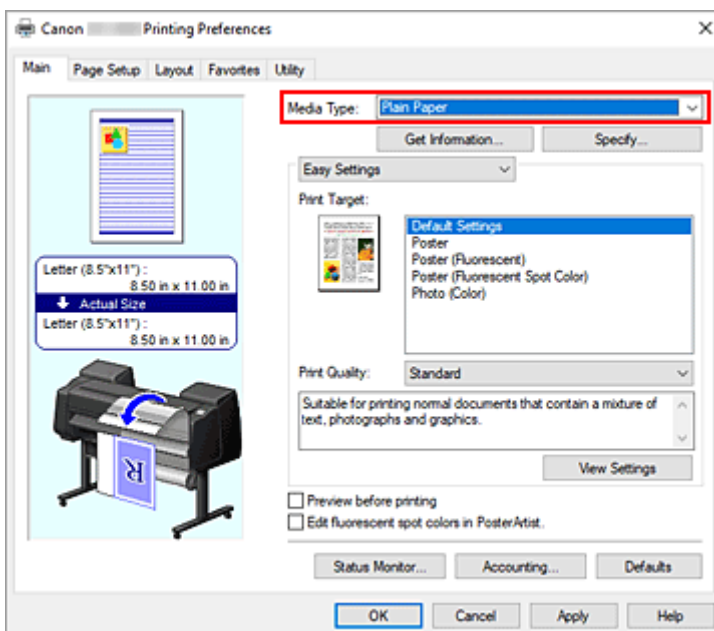 Canon Printing Preferences
Main Page Setup Layout Favorites Utility
Media Type: Plain Paper
Get Information... Specify...
Easy Settings
Print Target:
Default Settings
Poster
Poster (Fluorescent)
Poster (Fluorescent Spot Color)
Photo (Color)
Letter (8.5"x11") :
8.50 in x 11.00 in
Actual Size
Letter (8.5"x11") :
8.50 in x 11.00 in
R
Print Quality: Standard
Suitable for printing normal documents that contain a mixture of
text, photographs and graphics.
View Settings
Preview before printing
Edit fluorescent spot colors in PosterArtist.
Status Monitor... Accounting... Defaults
OK Cancel Apply Help